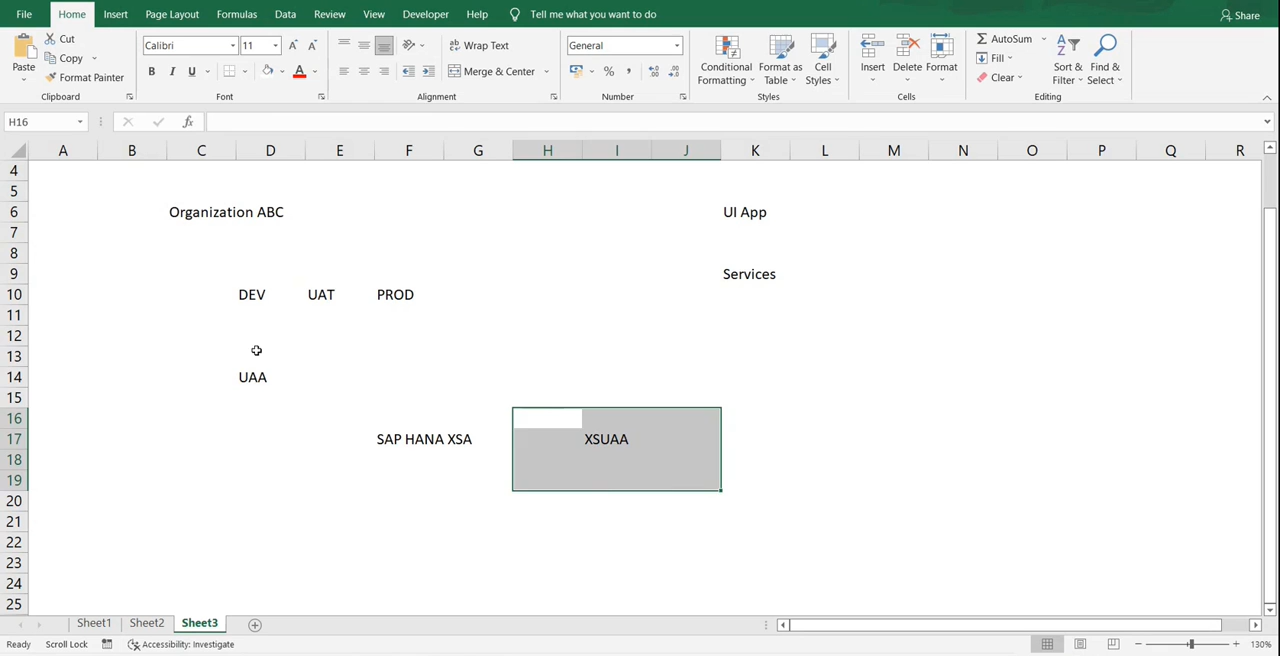 File Home Insert Page Layout Formulas Data Review View Developer Help Tell me what you want to do Share
Paste Cut Copy Format Painter Clipboard
Calibri 11 A A B I U A Font
Wrap Text Merge & Center Alignment
General % , Number
Conditional Formatting Format as Table Cell Styles Styles
Insert Delete Format Cells
AutoSum Fill Clear Sort & Filter Find & Select Editing
H16 fx
A B C D E F G H I J K L M N O P Q R
4
5
6 Organization ABC UI App
7
8
9 Services
10 DEV UAT PROD
11
12
13
14 UAA
15
16
17 SAP HANA XSA XSUAA
18
19
20
21
22
23
24
25
Sheet1 Sheet2 Sheet3
Ready Scroll Lock Accessibility: Investigate 130%